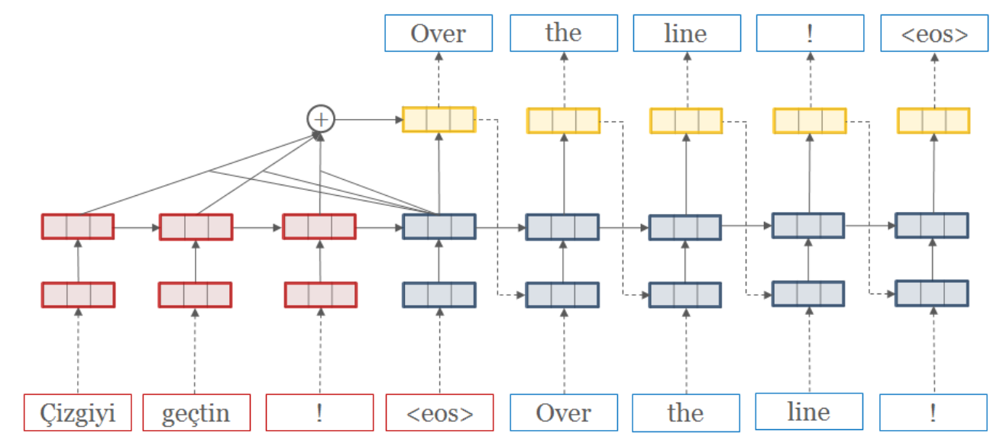 Over the line ! <eos>
+
Çizgiyi geçtin ! <eos> Over the line !